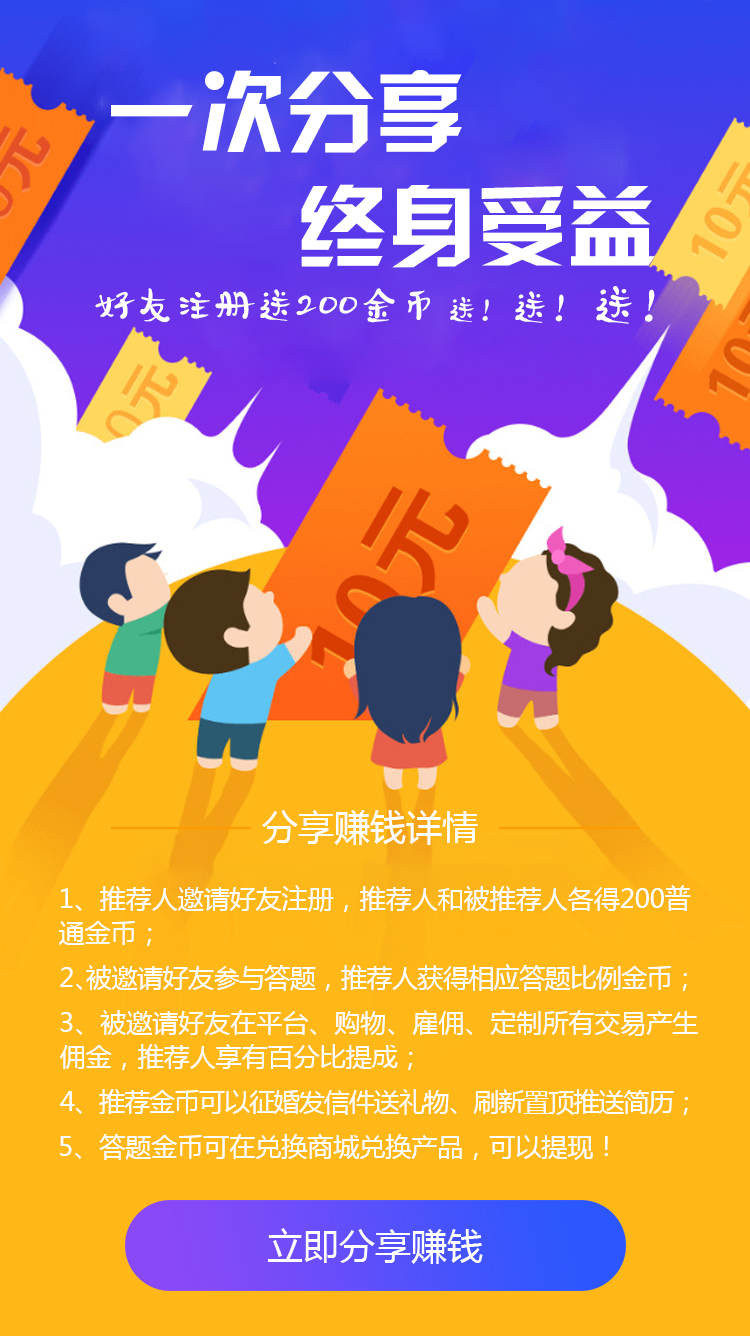 一次分享
终身受益
好友注册送200金币 送！送！送！
0元
10元
10元
0元
10元
分享赚钱详情
1、推荐人邀请好友注册，推荐人和被推荐人各得200普
通金币；
2、被邀请好友参与答题，推荐人获得相应答题比例金币；
3、被邀请好友在平台、购物、雇佣、定制所有交易产生
佣金，推荐人享有百分比提成；
4、推荐金币可以征婚发信件送礼物、刷新置顶推送简历；
5、答题金币可在兑换商城兑换产品，可以提现！
立即分享赚钱